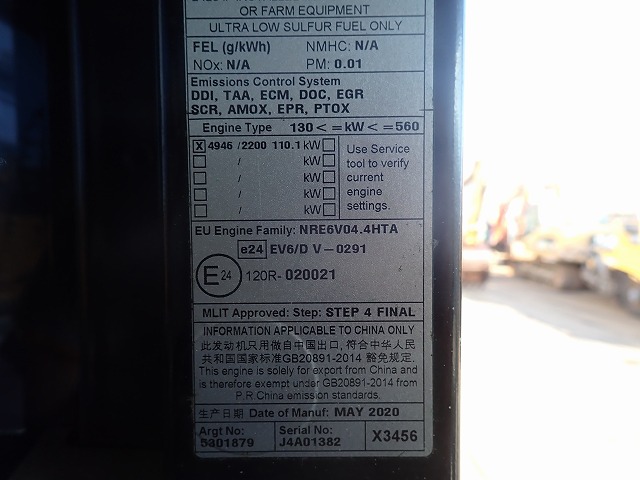 OR FARM EQUIPMENT
ULTRA LOW SULFUR FUEL ONLY
FEL (g/kWh) NMHC: N/A
NOx: N/A PM: 0.01
Emissions Control System
DDI, TAA, ECM, DOC, EGR
SCR, AMOX, EPR, PTOX
Engine Type 130 < =kW < =560
X 4946 /2200 110.1 kW
/ kW
/ kW
/ kW
/ kW
Use Service
tool to verify
current
engine
settings.
EU Engine Family: NRE6V04.4HTA
e24 EV6/D V-0291
E24 120R-020021
MLIT Approved: Step: STEP 4 FINAL
INFORMATION APPLICABLE TO CHINA ONLY
此发动机只用做自中国出口, 符合中华人民
共和国国家标准GB20891-2014 豁免规定.
This engine is solely for export from China and
is therefore exempt under GB20891-2014 from
P.R.China emission standards.
生产日期 Date of Manuf: MAY 2020
Argt No:
5301879
Serial No:
J4A01382
X3456